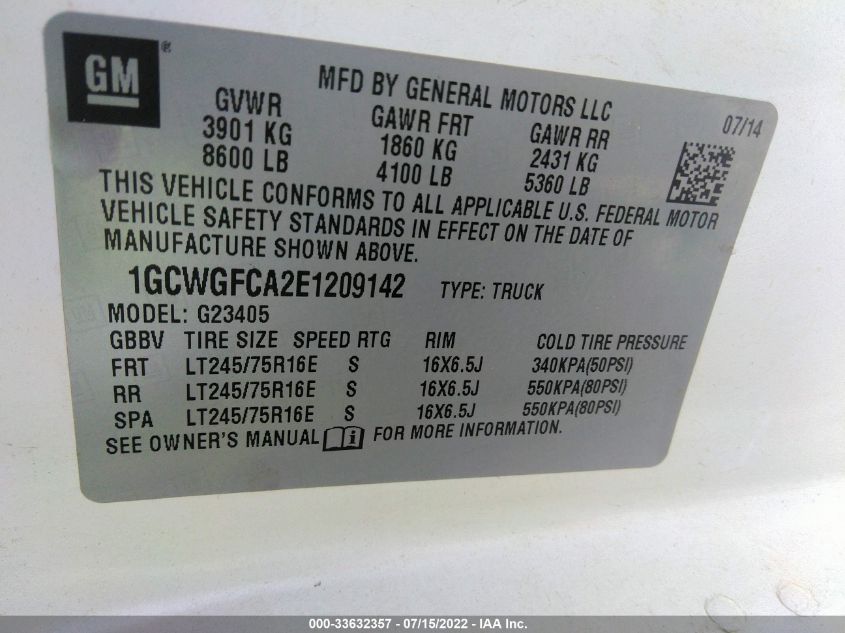 GM ®
MFD BY GENERAL MOTORS LLC
07/14
GVWR GAWR FRT GAWR RR
3901 KG 1860 KG 2431 KG
8600 LB 4100 LB 5360 LB
THIS VEHICLE CONFORMS TO ALL APPLICABLE U.S. FEDERAL MOTOR
VEHICLE SAFETY STANDARDS IN EFFECT ON THE DATE OF
MANUFACTURE SHOWN ABOVE.
1GCWGFCA2E1209142 TYPE: TRUCK
MODEL: G23405
GBBV TIRE SIZE SPEED RTG RIM COLD TIRE PRESSURE
FRT LT245/75R16E S 16X6.5J 340KPA(50PSI)
RR LT245/75R16E S 16X6.5J 550KPA(80PSI)
SPA LT245/75R16E S 16X6.5J 550KPA(80PSI)
SEE OWNER'S MANUAL i FOR MORE INFORMATION.
000-33632357 - 07/15/2022 - IAA Inc.